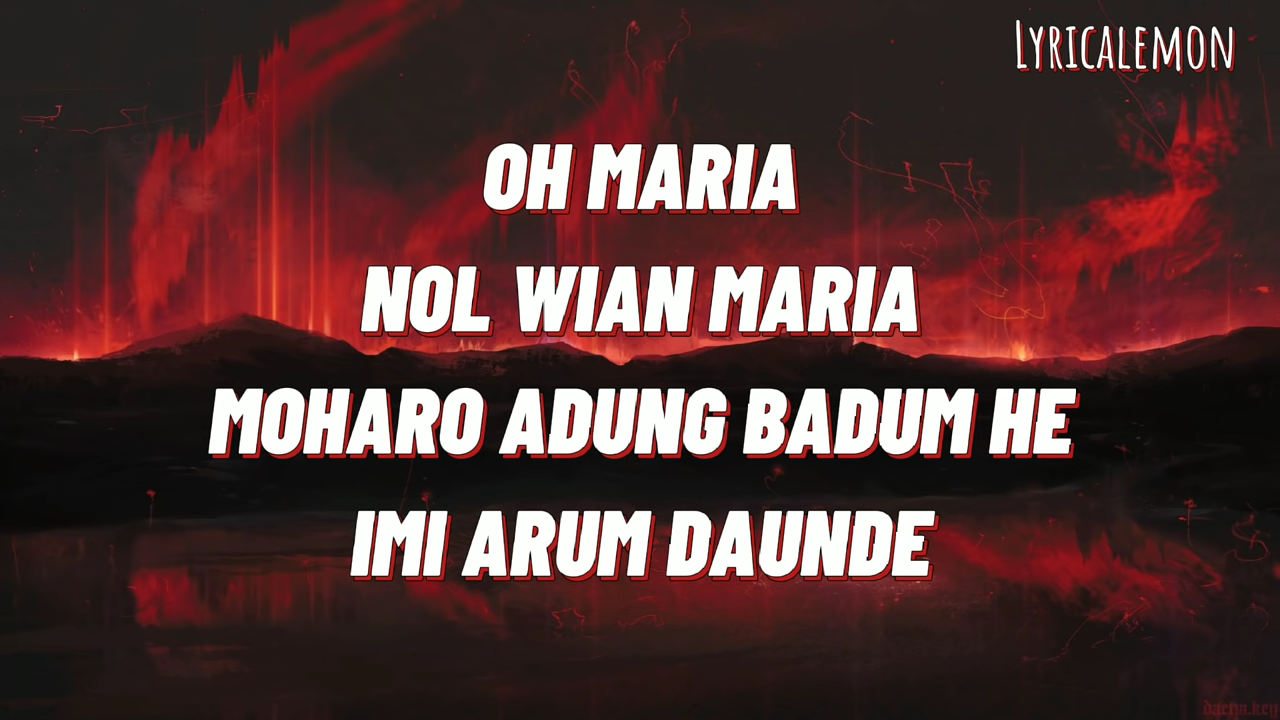 LYRICALEMON
OH MARIA
NOL WIAN MARIA
MOHARO ADUNG BADUM HE
IMI ARUM DAUNDE